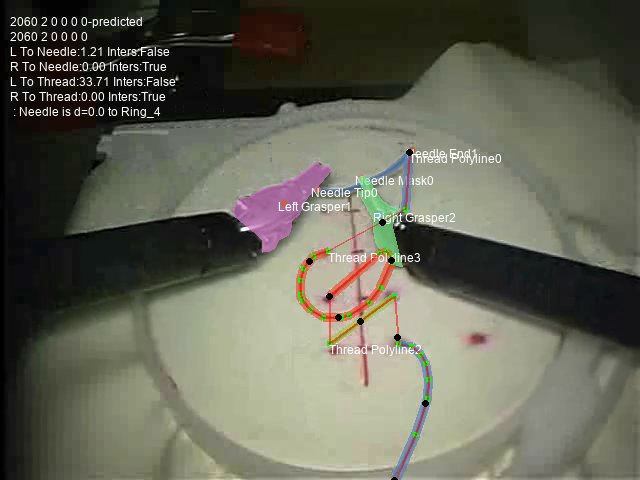 2060 2 0 0 0 0-predicted
2060 2 0 0 0 0
L To Needle:1.21 Inters:False
R To Needle:0.00 Inters:True
L To Thread:33.71 Inters:False
R To Thread:0.00 Inters:True
: Needle is d=0.0 to Ring_4
Needle End1
Thread Polyline0
Needle Mask0
Needle Tip0
Left Grasper1
Right Grasper2
Thread Polyline3
Thread Polyline2